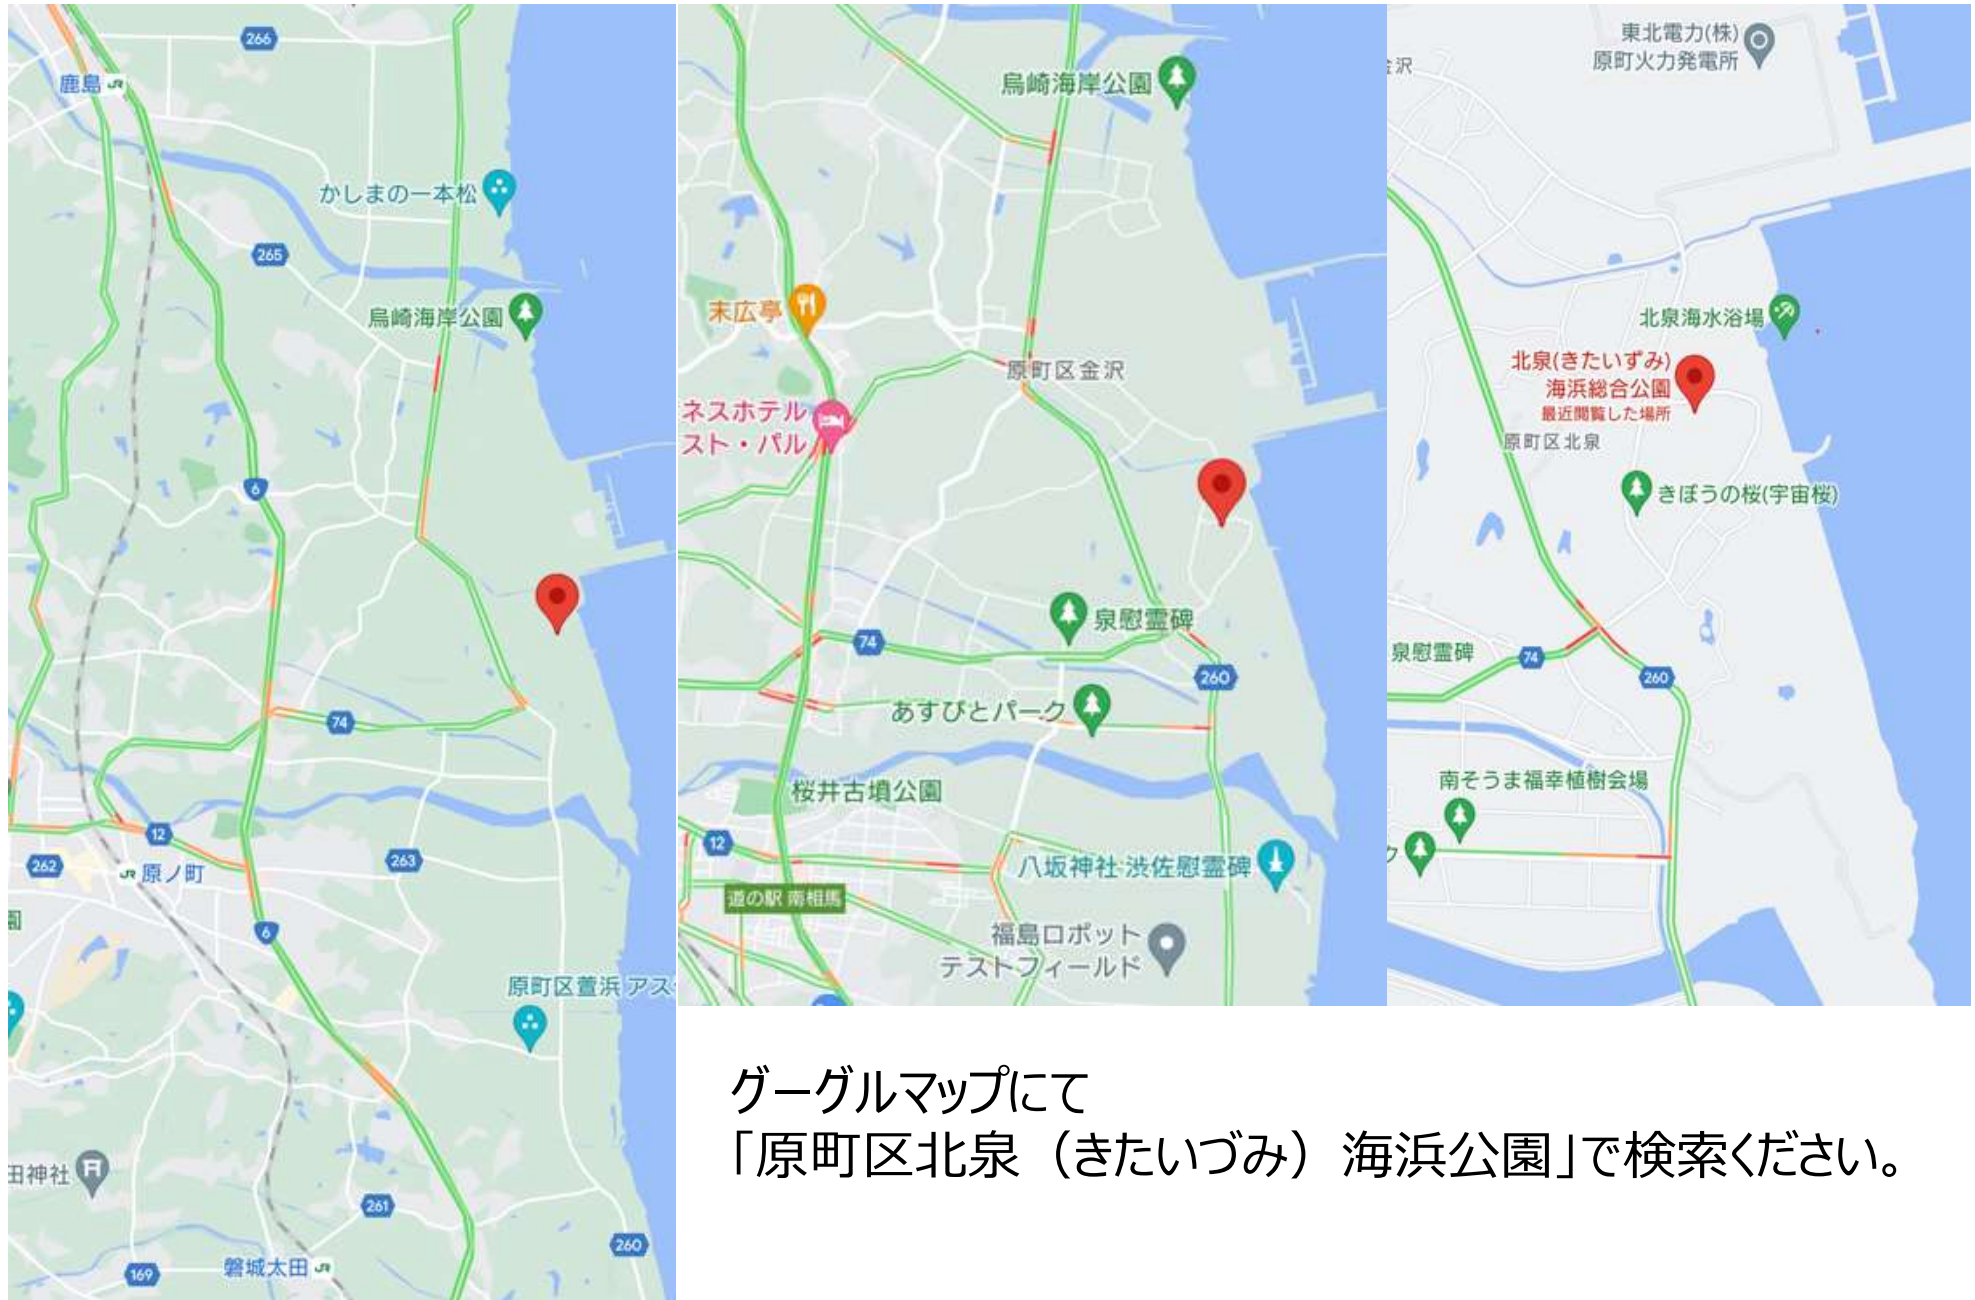 266
鹿島
かしまの一本松
265
烏崎海岸公園
6
74
12
262
原ノ町
263
園
6
原町区萱浜 アス
田神社
261
260
169
磐城太田
烏崎海岸公園
末広亭
原町区金沢
ネスホテル
スト・パル
泉慰霊碑
74
260
あすびとパーク
桜井古墳公園
12
八坂神社 渋佐慰霊碑
道の駅 南相馬
福島ロボット
テストフィールド
東北電力(株)
原町火力発電所
沢
北泉海水浴場
北泉(きたいずみ)
海浜総合公園
最近閲覧した場所
原町区北泉
きぼうの桜(宇宙桜)
泉慰霊碑
74
260
南そうま福幸植樹会場
ク
グーグルマップにて
「原町区北泉（きたいづみ）海浜公園」で検索ください。